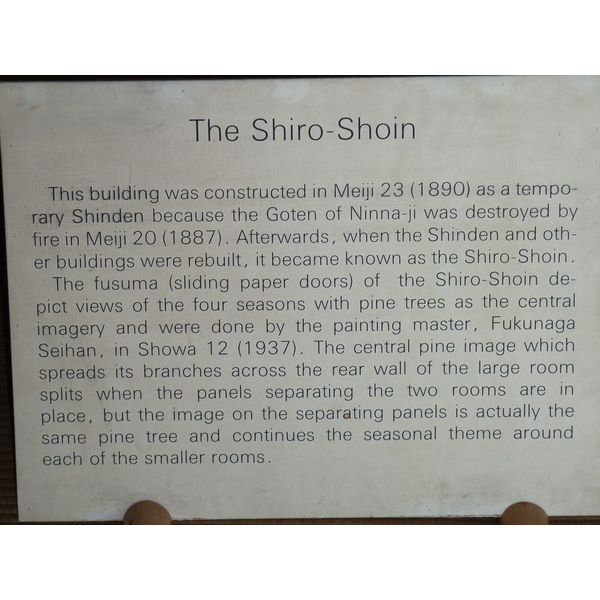 The Shiro-Shoin
This building was constructed in Meiji 23 (1890) as a tempo-
rary Shinden because the Goten of Ninna-ji was destroyed by
fire in Meiji 20 (1887). Afterwards, when the Shinden and oth-
er buildings were rebuilt, it became known as the Shiro-Shoin.
The fusuma (sliding paper doors) of the Shiro-Shoin de-
pict views of the four seasons with pine trees as the central
imagery and were done by the painting master, Fukunaga
Seihan, in Showa 12 (1937). The central pine image which
spreads its branches across the rear wall of the large room
splits when the panels separating the two rooms are in
place, but the image on the separating panels is actually the
same pine tree and continues the seasonal theme around
each of the smaller rooms.